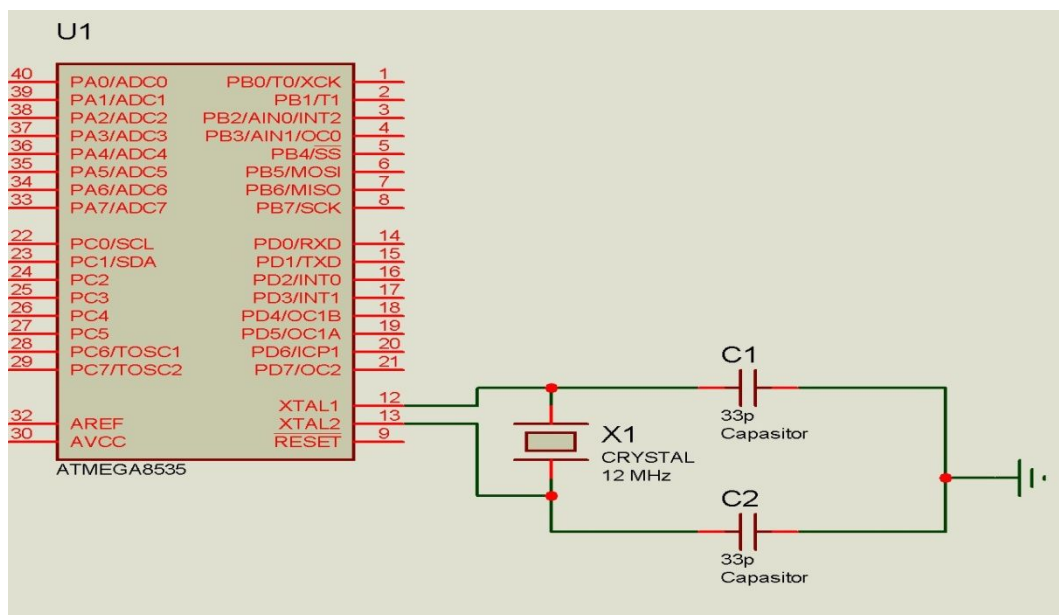 U1
40 PA0/ADC0 PB0/T0/XCK 1
39 PA1/ADC1 PB1/T1 2
38 PA2/ADC2 PB2/AIN0/INT2 3
37 PA3/ADC3 PB3/AIN1/OC0 4
36 PA4/ADC4 PB4/SS 5
35 PA5/ADC5 PB5/MOSI 6
34 PA6/ADC6 PB6/MISO 7
33 PA7/ADC7 PB7/SCK 8
22 PC0/SCL PD0/RXD 14
23 PC1/SDA PD1/TXD 15
24 PC2 PD2/INT0 16
25 PC3 PD3/INT1 17
26 PC4 PD4/OC1B 18
27 PC5 PD5/OC1A 19
28 PC6/TOSC1 PD6/ICP1 20
29 PC7/TOSC2 PD7/OC2 21
XTAL1 12
32 AREF XTAL2 13
30 AVCC RESET 9
ATMEGA8535
X1
CRYSTAL
12 MHz
C1
33p
Capasitor
C2
33p
Capasitor